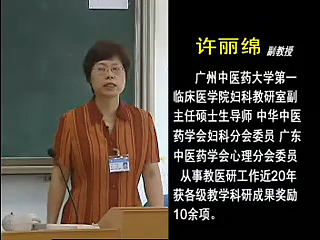 许丽绵 副教授
广州中医药大学第一
临床医学院妇科教研室副
主任硕士生导师 中华中医
药学会妇科分会委员 广东
中医药学会心理分会委员
从事教医研工作近20年
获各级教学科研成果奖励
10余项。